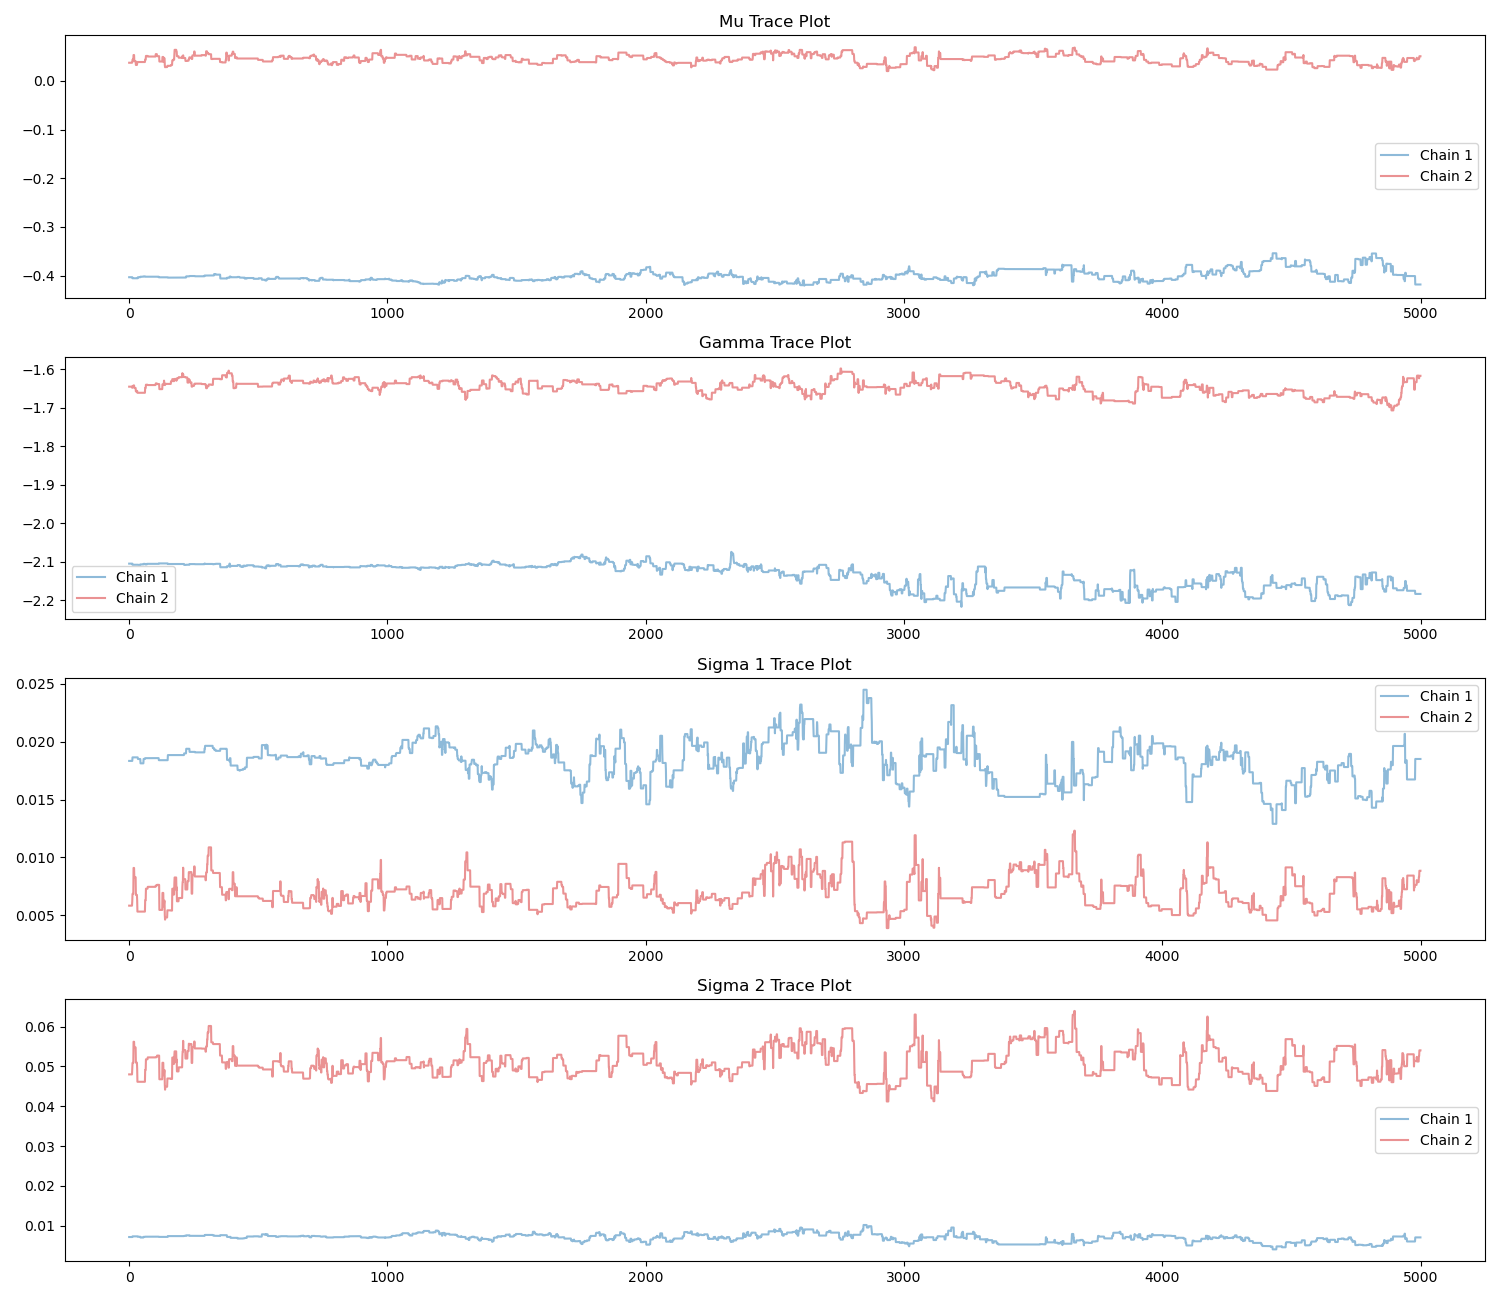 Mu Trace Plot
0.0
−0.1
−0.2
−0.3
−0.4
Chain 1
Chain 2
0 1000 2000 3000 4000 5000
Gamma Trace Plot
−1.6
−1.7
−1.8
−1.9
−2.0
−2.1
−2.2
Chain 1
Chain 2
0 1000 2000 3000 4000 5000
Sigma 1 Trace Plot
0.025
0.020
0.015
0.010
0.005
Chain 1
Chain 2
0 1000 2000 3000 4000 5000
Sigma 2 Trace Plot
0.06
0.05
0.04
0.03
0.02
0.01
Chain 1
Chain 2
0 1000 2000 3000 4000 5000